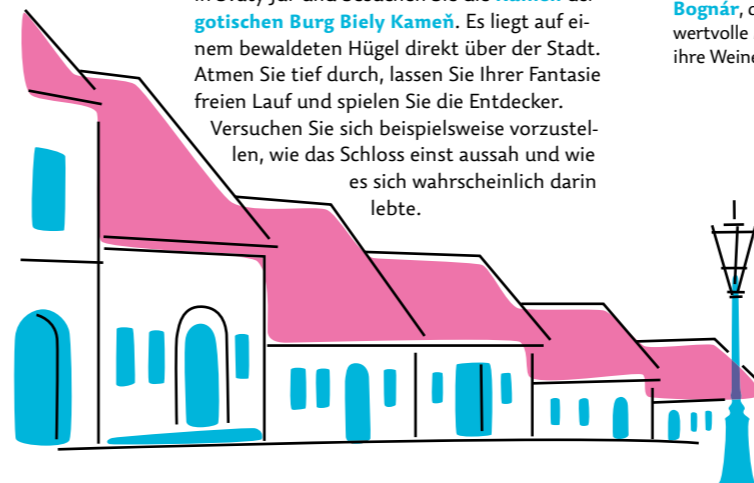 gotischen Burg Biely Kameň. Es liegt auf ei-
nem bewaldeten Hügel direkt über der Stadt.
Atmen Sie tief durch, lassen Sie Ihrer Fantasie
freien Lauf und spielen Sie die Entdecker.
Versuchen Sie sich beispielsweise vorzustel-
len, wie das Schloss einst aussah und wie
es sich wahrscheinlich darin
lebte.
Bognár,
wertvolle
ihre Weine